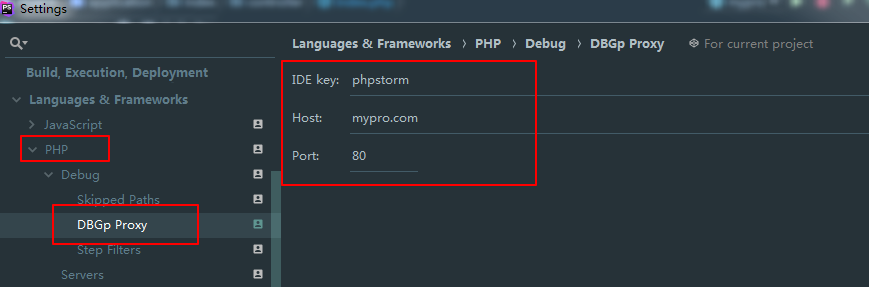 PS Settings
Languages & Frameworks › PHP › Debug › DBGp Proxy For current project
Build, Execution, Deployment
IDE key: phpstorm
Languages & Frameworks
Host: mypro.com
JavaScript
PHP
Port: 80
Debug
Skipped Paths
DBGp Proxy
Step Filters
Servers